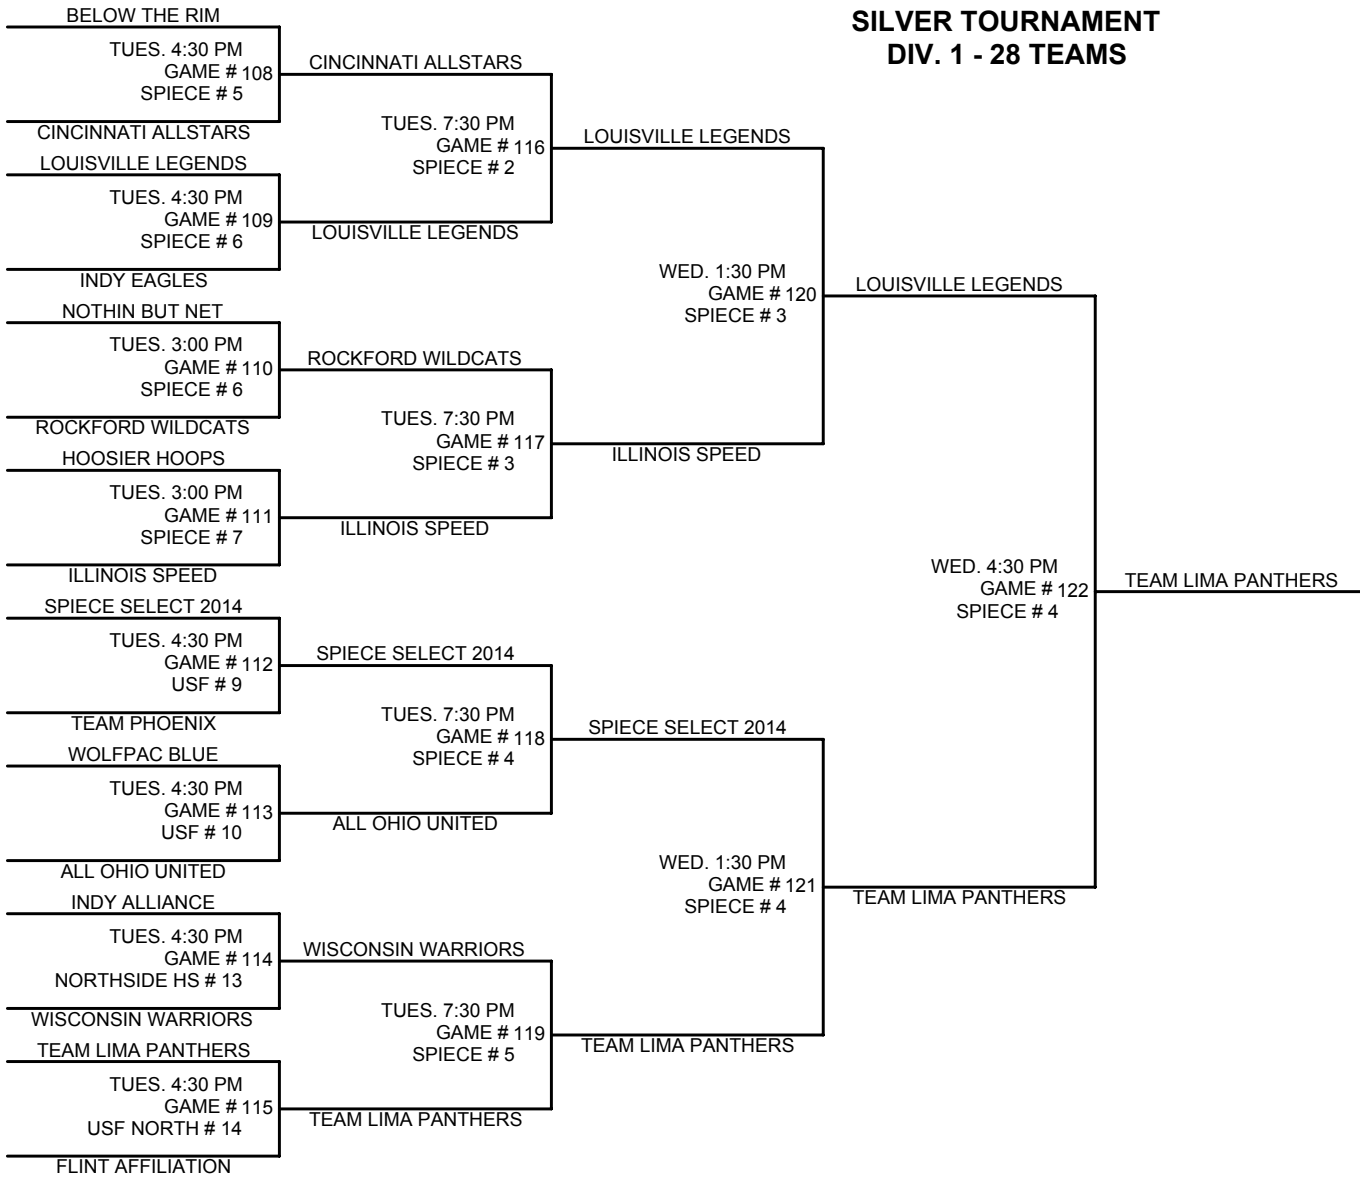 SILVER TOURNAMENT
DIV. 1 - 28 TEAMS
BELOW THE RIM
TUES. 4:30 PM
GAME # 108
SPIECE # 5
CINCINNATI ALLSTARS
LOUISVILLE LEGENDS
TUES. 4:30 PM
GAME # 109
SPIECE # 6
INDY EAGLES
NOTHIN BUT NET
TUES. 3:00 PM
GAME # 110
SPIECE # 6
ROCKFORD WILDCATS
HOOSIER HOOPS
TUES. 3:00 PM
GAME # 111
SPIECE # 7
ILLINOIS SPEED
SPIECE SELECT 2014
TUES. 4:30 PM
GAME # 112
USF # 9
TEAM PHOENIX
WOLFPAC BLUE
TUES. 4:30 PM
GAME # 113
USF # 10
ALL OHIO UNITED
INDY ALLIANCE
TUES. 4:30 PM
GAME # 114
NORTHSIDE HS # 13
WISCONSIN WARRIORS
TEAM LIMA PANTHERS
TUES. 4:30 PM
GAME # 115
USF NORTH # 14
FLINT AFFILIATION
CINCINNATI ALLSTARS
TUES. 7:30 PM
GAME # 116
SPIECE # 2
LOUISVILLE LEGENDS
ROCKFORD WILDCATS
TUES. 7:30 PM
GAME # 117
SPIECE # 3
ILLINOIS SPEED
SPIECE SELECT 2014
TUES. 7:30 PM
GAME # 118
SPIECE # 4
ALL OHIO UNITED
WISCONSIN WARRIORS
TUES. 7:30 PM
GAME # 119
SPIECE # 5
TEAM LIMA PANTHERS
LOUISVILLE LEGENDS
WED. 1:30 PM
GAME # 120
SPIECE # 3
ILLINOIS SPEED
SPIECE SELECT 2014
WED. 1:30 PM
GAME # 121
SPIECE # 4
TEAM LIMA PANTHERS
LOUISVILLE LEGENDS
WED. 4:30 PM
GAME # 122
SPIECE # 4
TEAM LIMA PANTHERS
TEAM LIMA PANTHERS